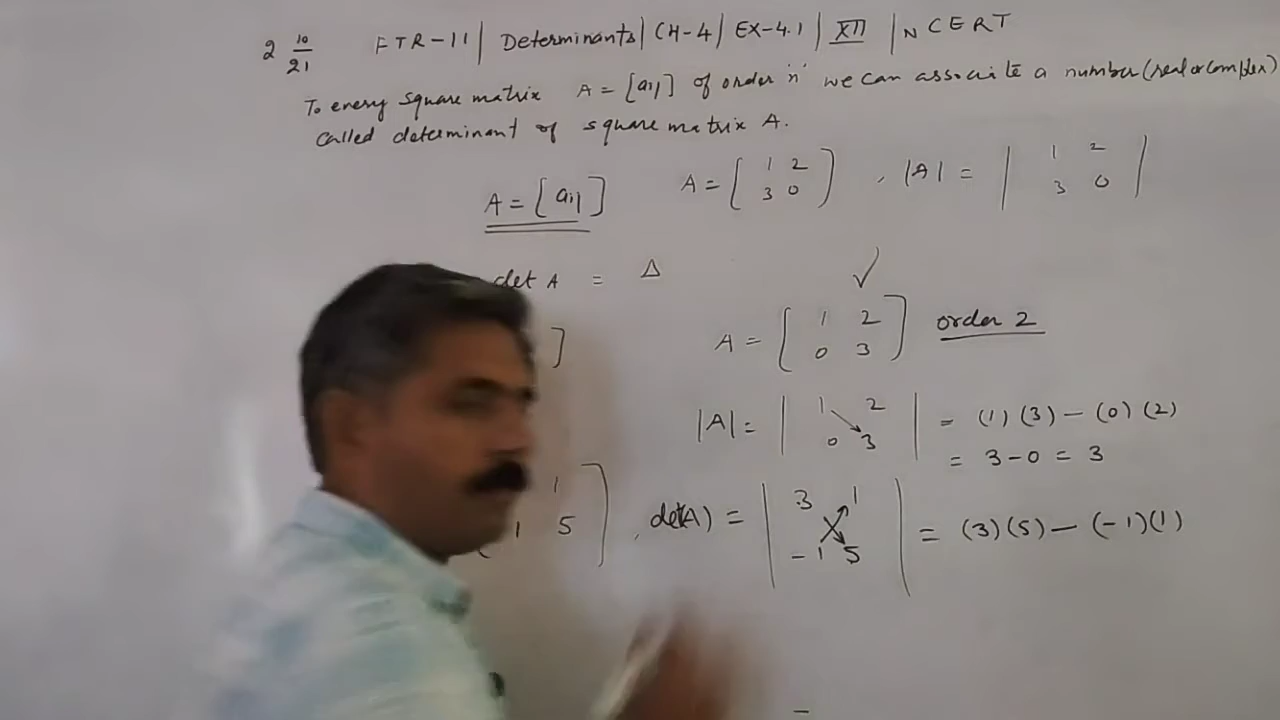 2 10/21 FTR-11 | Determinants | CH-4 | EX-4.1 | XII | NCERT
To every square matrix A = [aij] of order 'n' we can associate a number (real or complex)
called determinant of square matrix A.
A = [aij] A = [1 2 , |A| = | 1 2 |
3 0] 3 0
det A = Δ ✓
] A = [1 2 order 2
0 3]
|A| = | 1 2 | = (1)(3) - (0)(2)
0 3 = 3-0 = 3
1 ] , det(A) = | 3 1 | = (3)(5) - (-1)(1)
1 5 -1 5